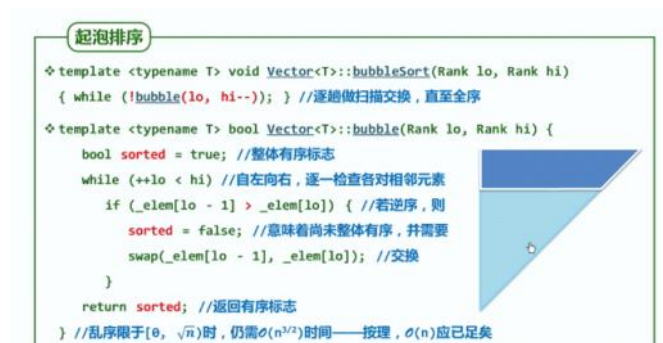 起泡排序
❖ template <typename T> void Vector<T>::bubbleSort(Rank lo, Rank hi)
{ while (!bubble(lo, hi--)); } //逐趟做扫描交换，直至全序
❖ template <typename T> bool Vector<T>::bubble(Rank lo, Rank hi) {
bool sorted = true; //整体有序标志
while (++lo < hi) //自左向右，逐一检查各对相邻元素
if (_elem[lo - 1] > _elem[lo]) { //若逆序，则
sorted = false; //意味着尚未整体有序，并需要
swap(_elem[lo - 1], _elem[lo]); //交换
}
return sorted; //返回有序标志
} //乱序限于[0, √n)时，仍需O(n^3/2)时间——按理，O(n)应已足矣